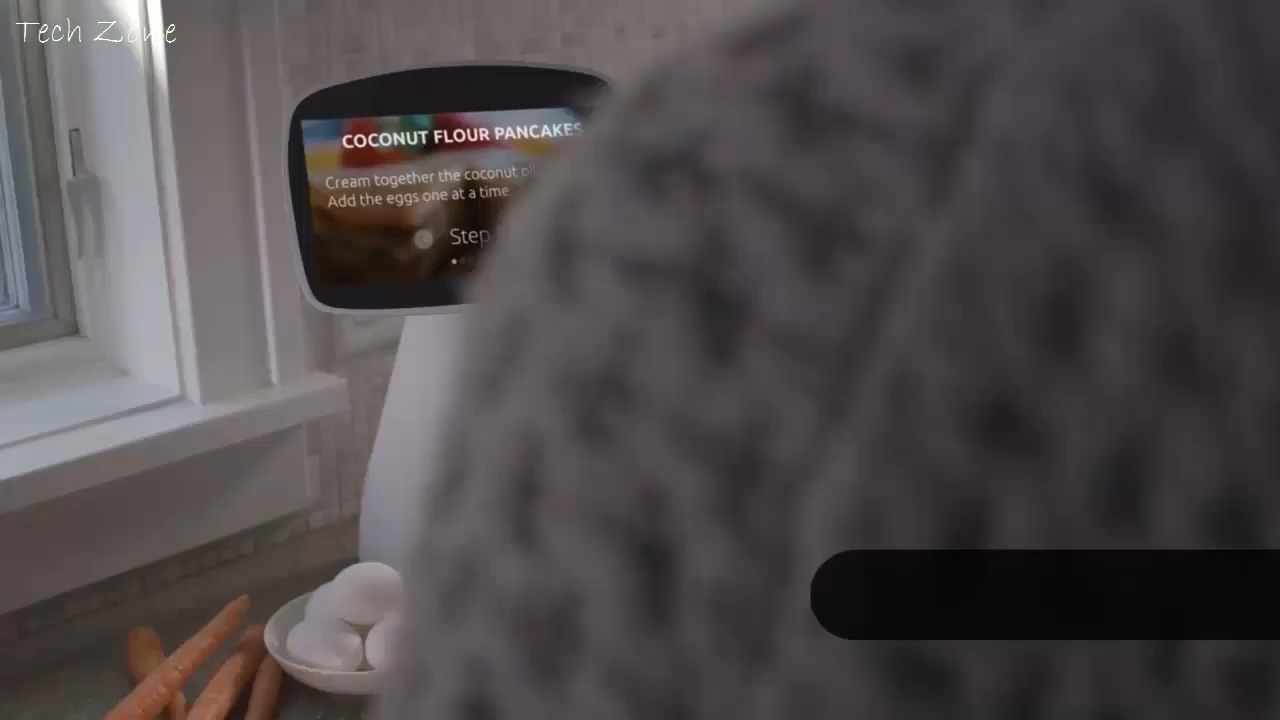 Tech Zone
COCONUT FLOUR PANCAKES
Cream together the coconut
Add the eggs one at a time
Step